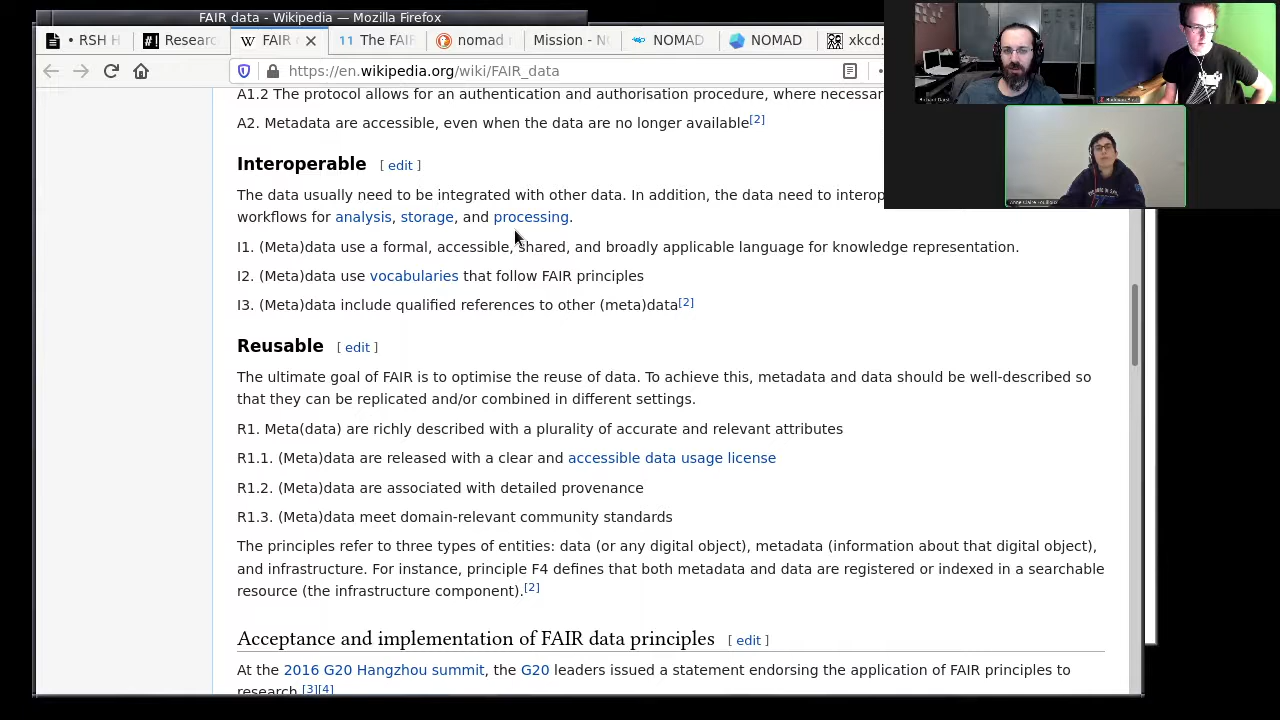 FAIR data - Wikipedia — Mozilla Firefox
• RSH H
Researc
FAIR
The FAIR
nomad
Mission - NO
NOMAD
NOMAD
xkcd:
https://en.wikipedia.org/wiki/FAIR_data
A1.2 The protocol allows for an authentication and authorisation procedure, where necessar
A2. Metadata are accessible, even when the data are no longer available[2]
Interoperable [ edit ]
The data usually need to be integrated with other data. In addition, the data need to interop
workflows for analysis, storage, and processing.
I1. (Meta)data use a formal, accessible, shared, and broadly applicable language for knowledge representation.
I2. (Meta)data use vocabularies that follow FAIR principles
I3. (Meta)data include qualified references to other (meta)data[2]
Reusable [ edit ]
The ultimate goal of FAIR is to optimise the reuse of data. To achieve this, metadata and data should be well-described so
that they can be replicated and/or combined in different settings.
R1. Meta(data) are richly described with a plurality of accurate and relevant attributes
R1.1. (Meta)data are released with a clear and accessible data usage license
R1.2. (Meta)data are associated with detailed provenance
R1.3. (Meta)data meet domain-relevant community standards
The principles refer to three types of entities: data (or any digital object), metadata (information about that digital object),
and infrastructure. For instance, principle F4 defines that both metadata and data are registered or indexed in a searchable
resource (the infrastructure component).[2]
Acceptance and implementation of FAIR data principles [ edit ]
At the 2016 G20 Hangzhou summit, the G20 leaders issued a statement endorsing the application of FAIR principles to
research.[3][4]